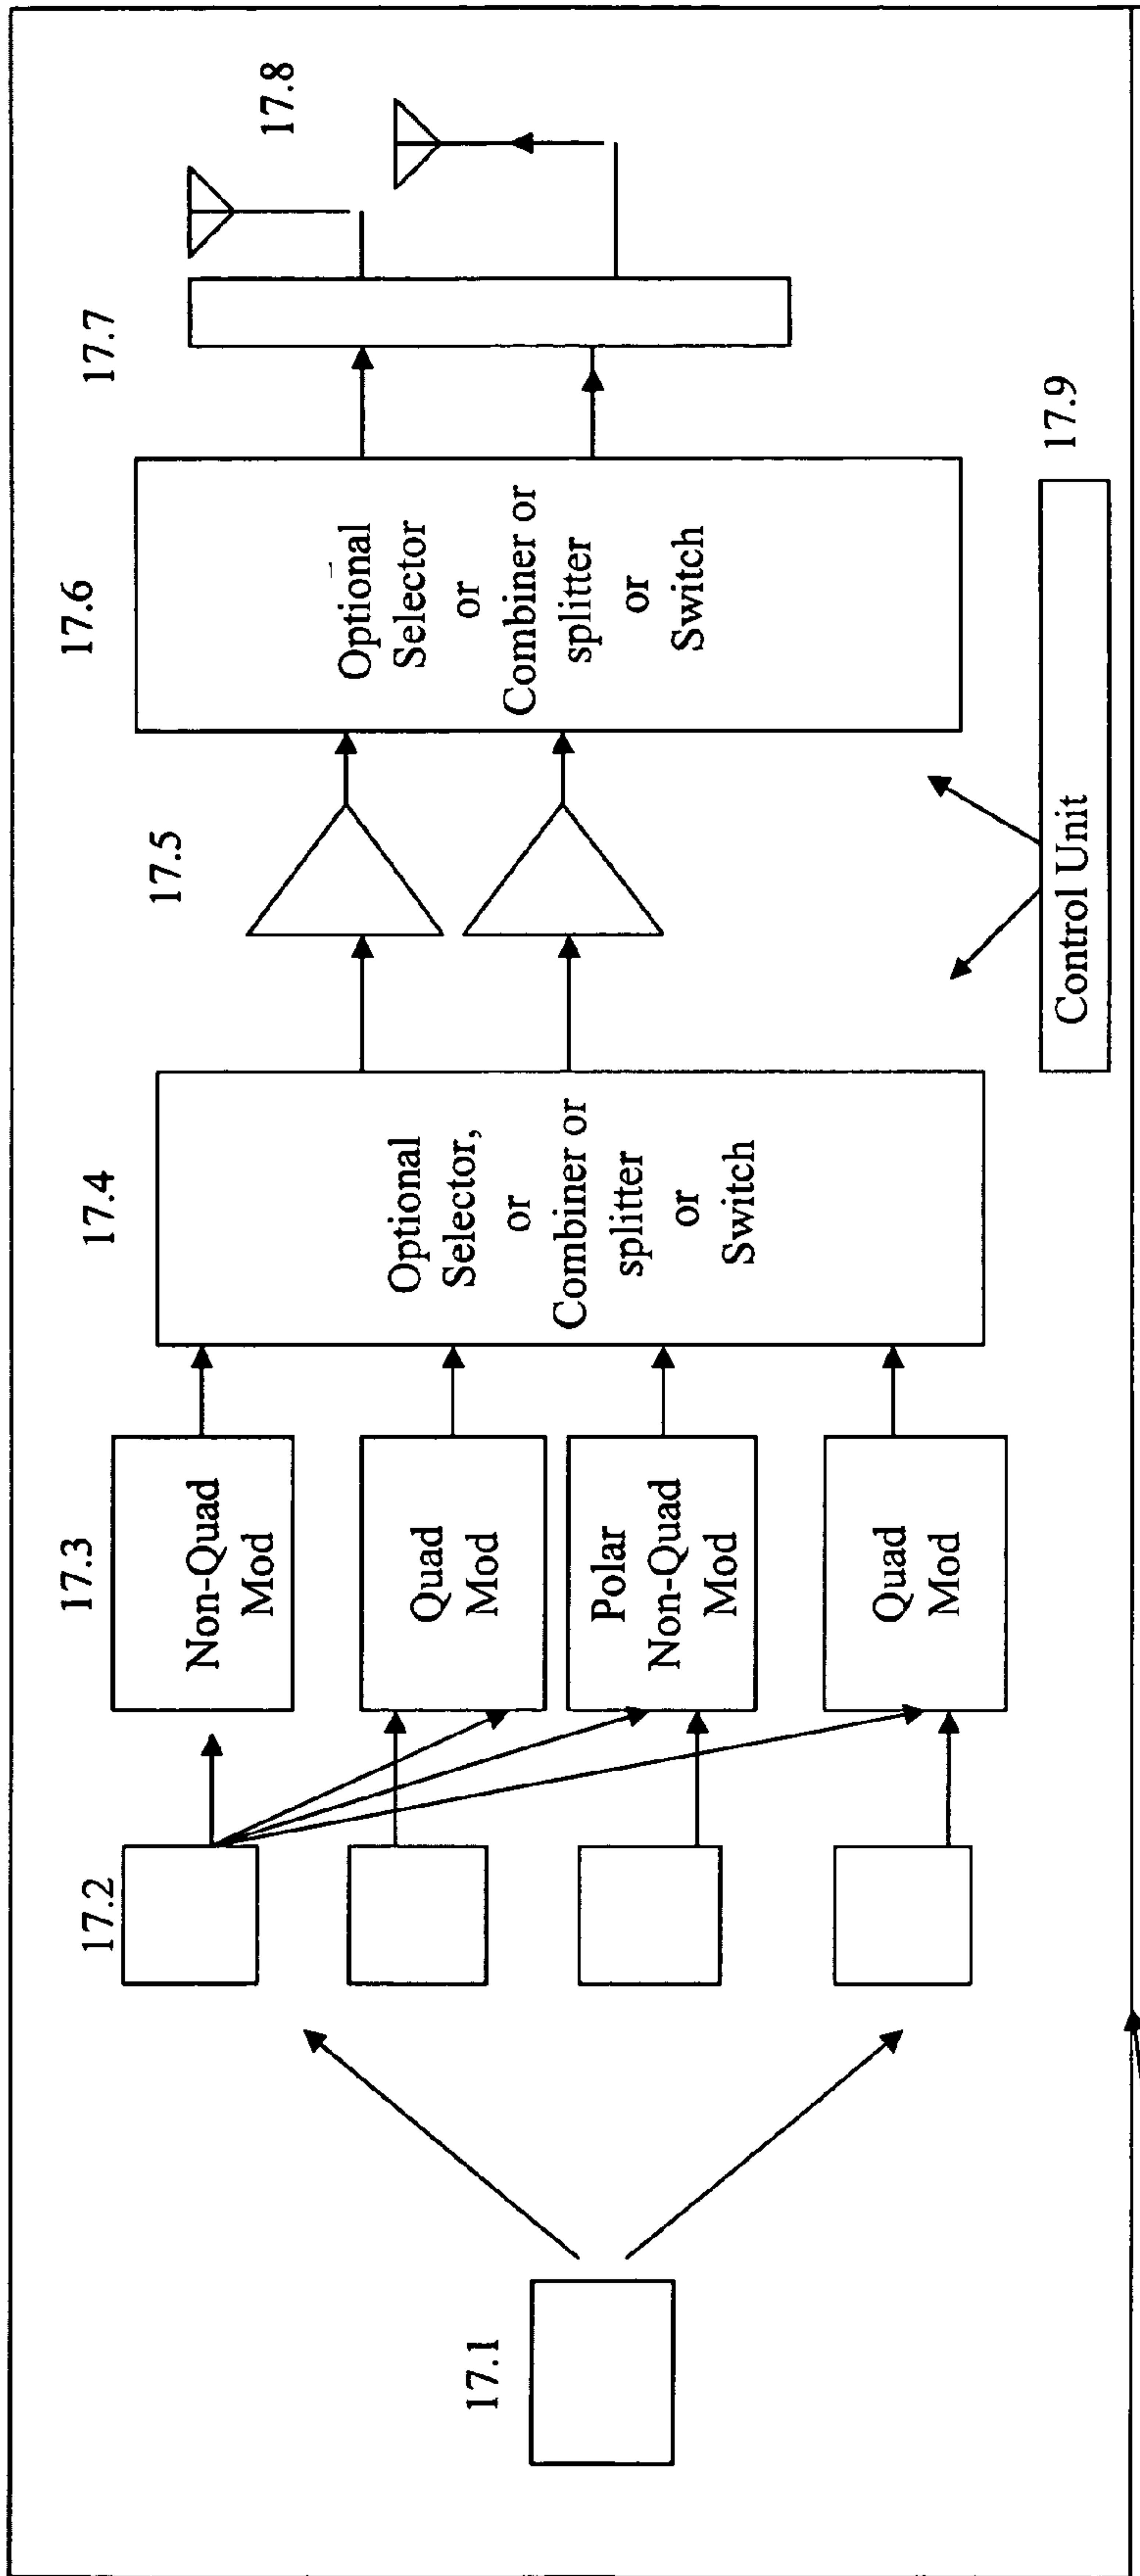 17.1
17.2
17.3
Non-Quad
Mod
Quad
Mod
Polar
Non-Quad
Mod
Quad
Mod
17.4
Optional
Selector,
or
Combiner or
splitter
or
Switch
17.5
17.6
Optional
Selector
or
Combiner or
splitter
or
Switch
17.7
17.8
Control Unit
17.9